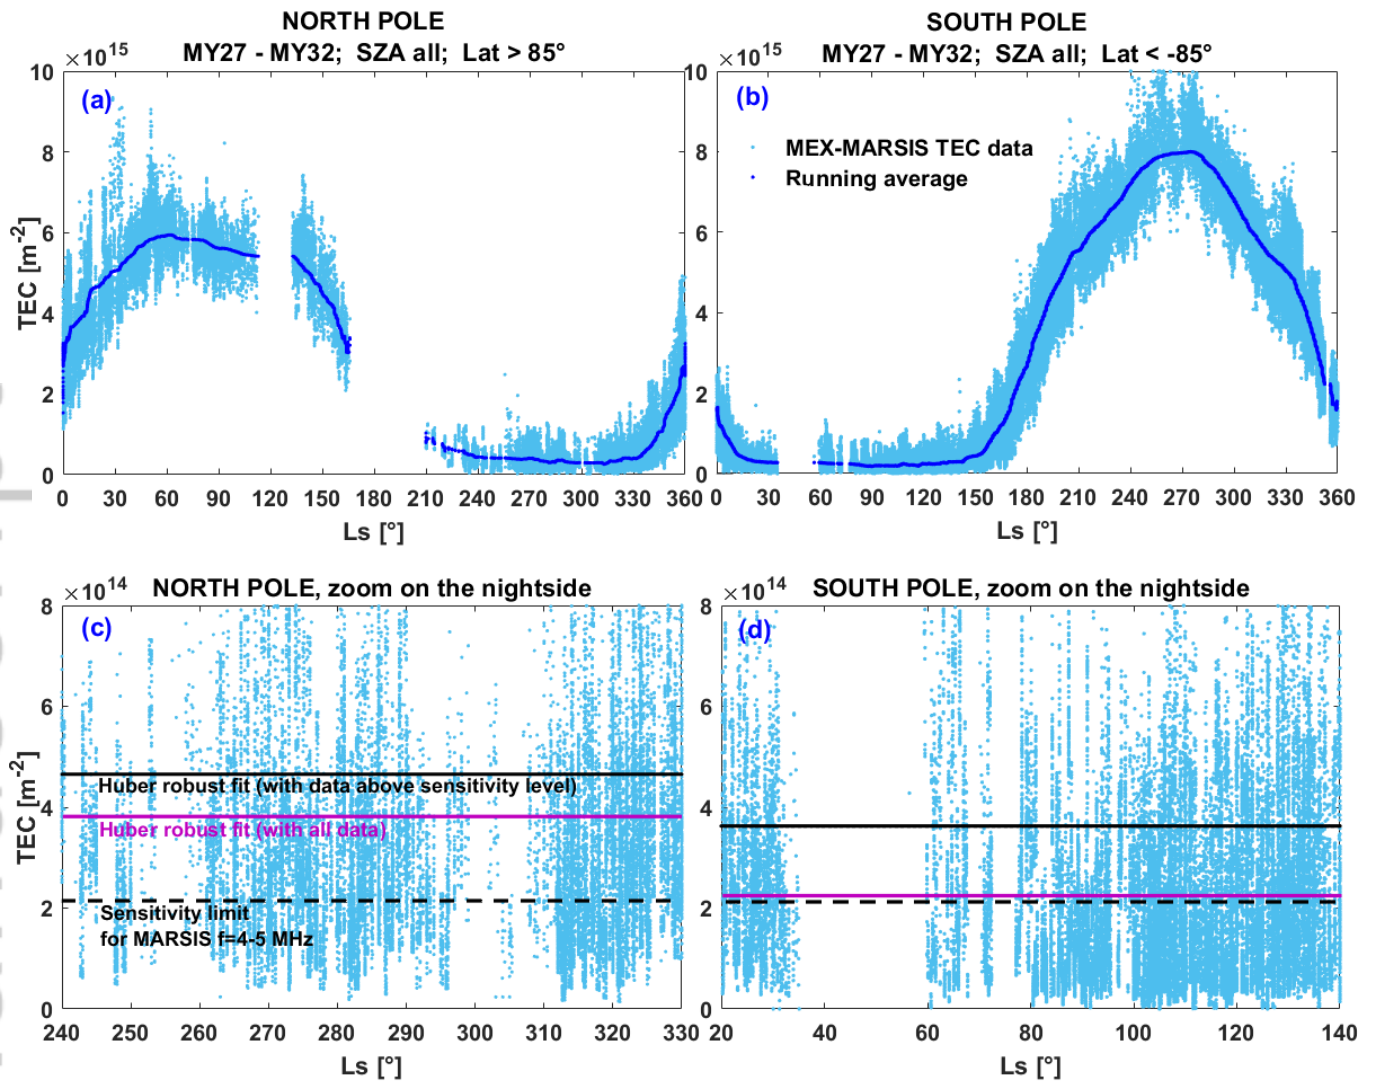 NORTH POLE
MY27 - MY32; SZA all; Lat > 85°
SOUTH POLE
MY27 - MY32; SZA all; Lat < -85°
×10^15
×10^15
(a)
(b)
MEX-MARSIS TEC data
Running average
10
8
6
4
2
0
TEC [m^-2]
0 30 60 90 120 150 180 210 240 270 300 330 360
Ls [°]
10
8
6
4
2
0
0 30 60 90 120 150 180 210 240 270 300 330 360
Ls [°]
×10^14
NORTH POLE, zoom on the nightside
×10^14
SOUTH POLE, zoom on the nightside
(c)
(d)
Huber robust fit (with data above sensitivity level)
Huber robust fit (with all data)
Sensitivity limit
for MARSIS f=4-5 MHz
8
6
4
2
0
TEC [m^-2]
240 250 260 270 280 290 300 310 320 330
Ls [°]
8
6
4
2
0
20 40 60 80 100 120 140
Ls [°]